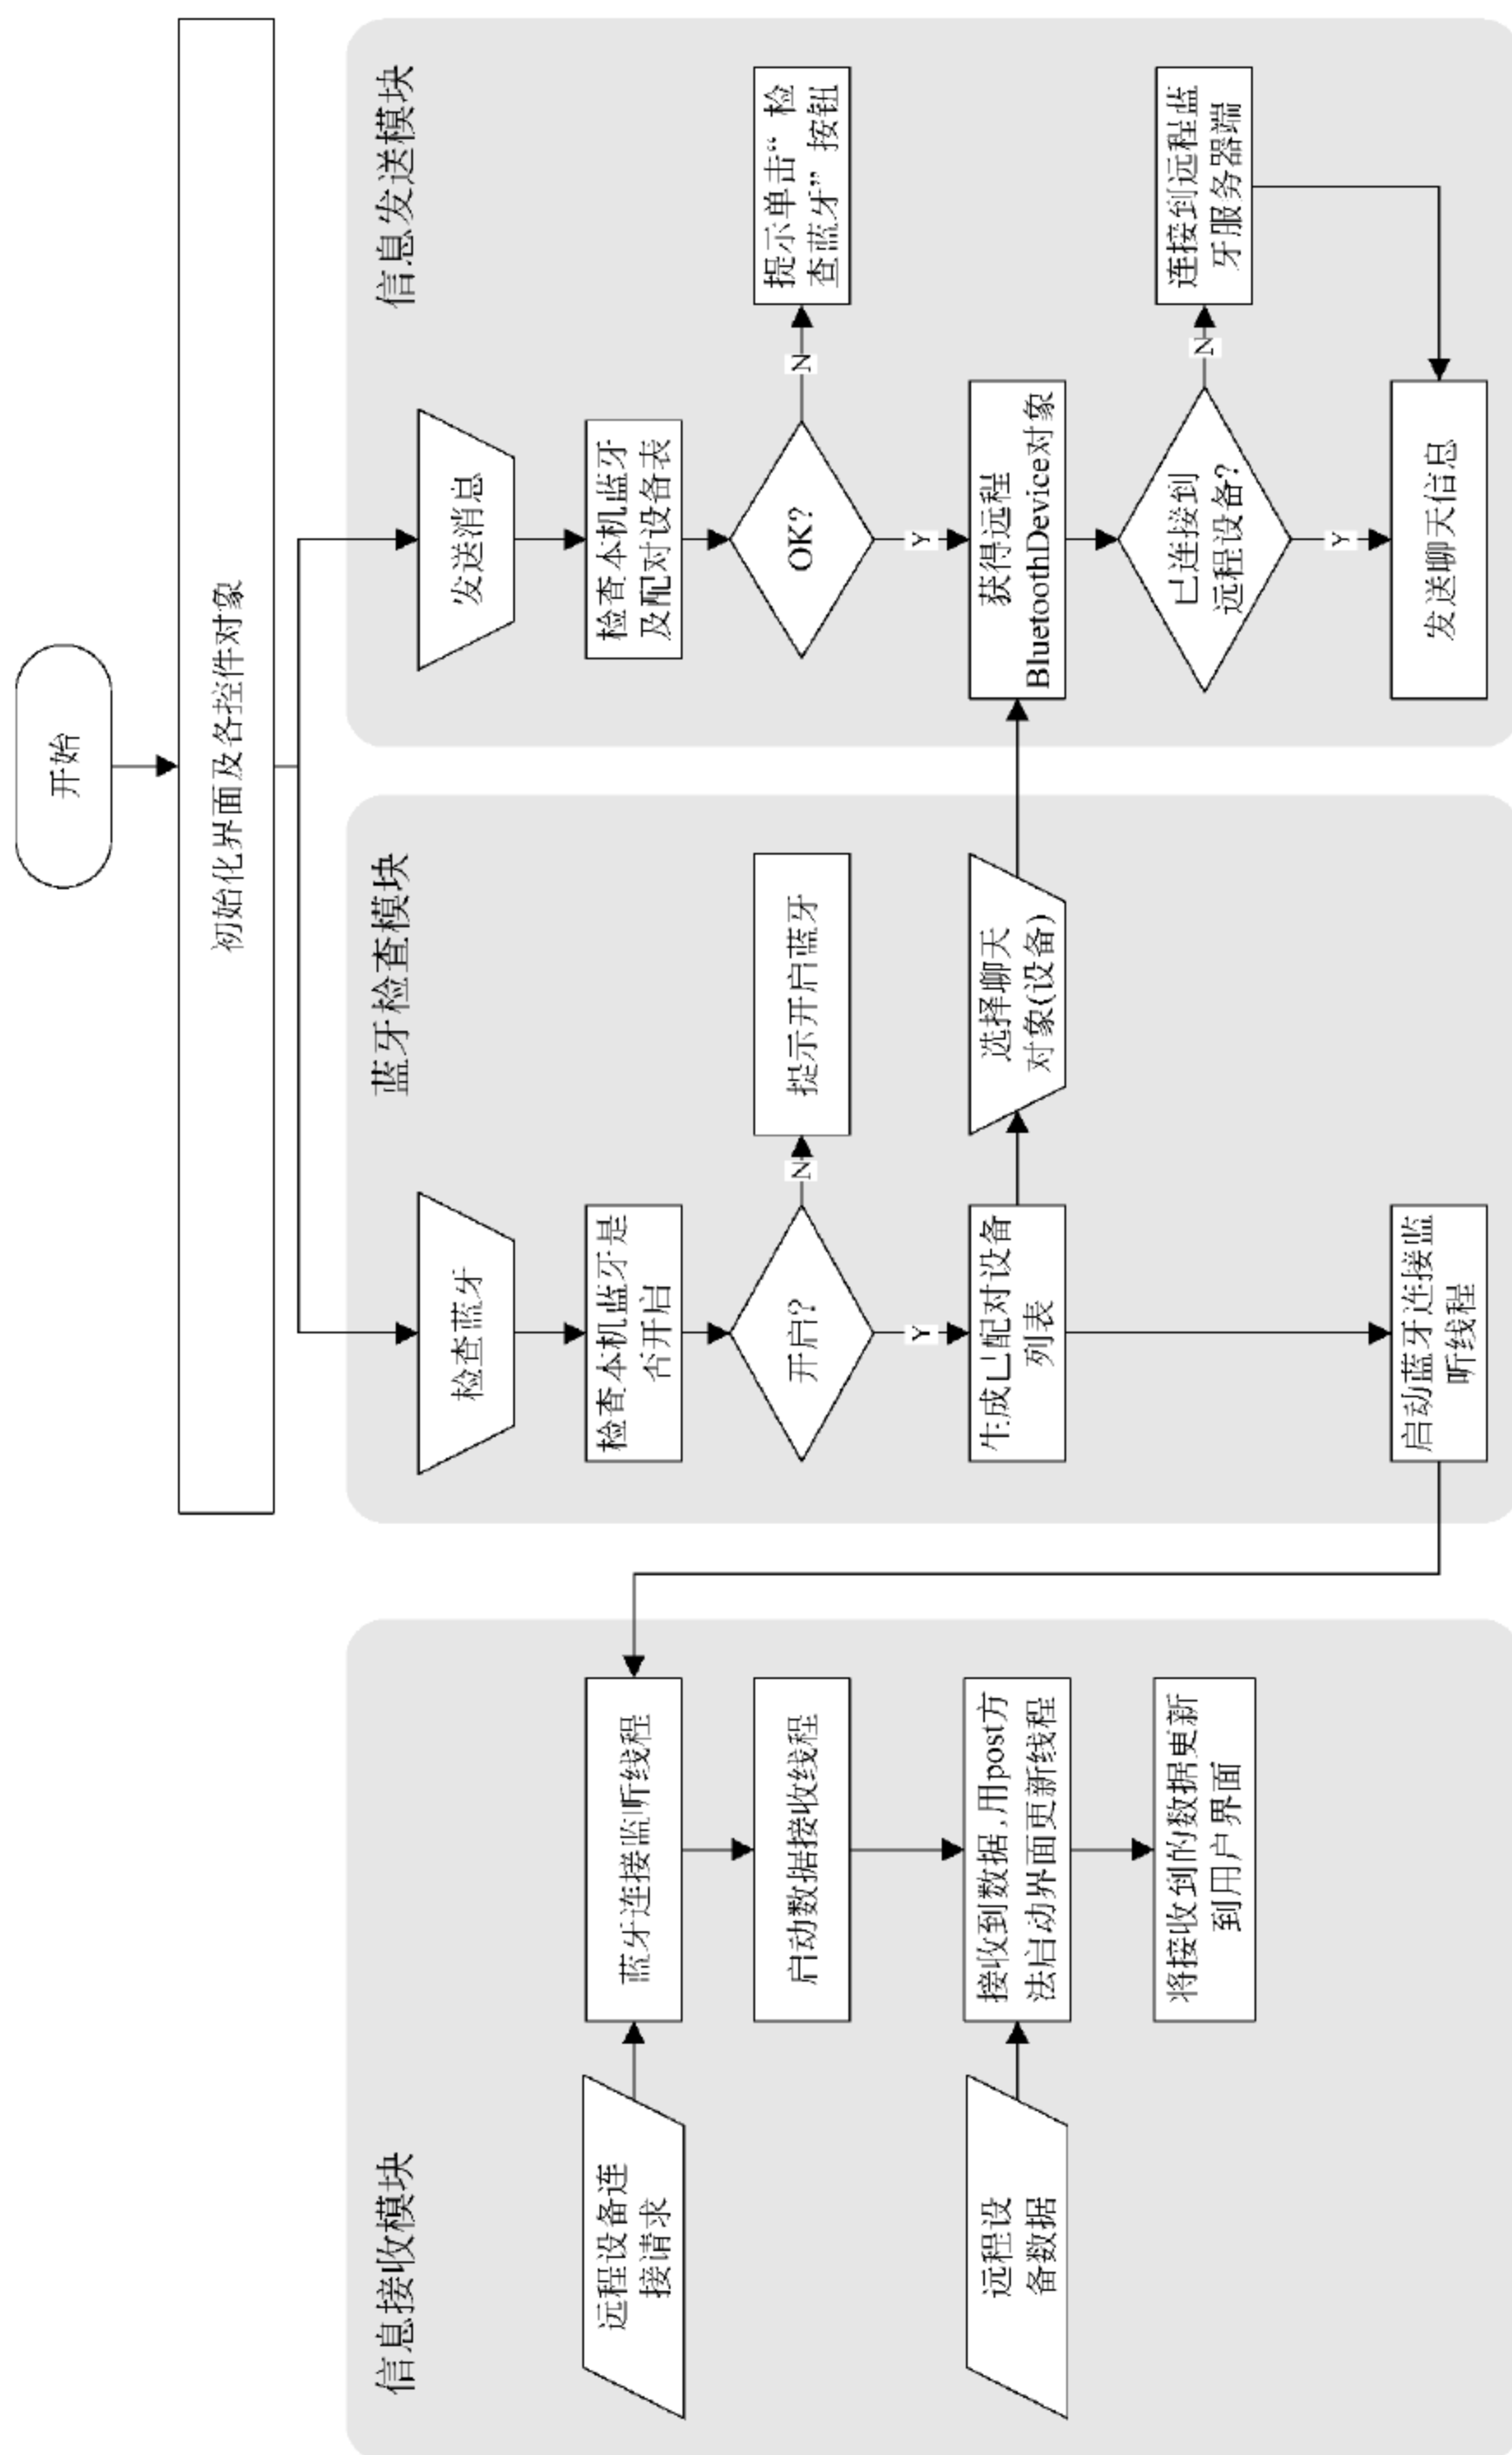 开始
初始化界面及各控件对象
信息接收模块
远程设备连
接请求
蓝牙连接监听线程
启动数据接收线程
远程设
备数据
接收到数据,用post方
法启动界面更新线程
将接收到的数据更新
到用户界面
蓝牙检查模块
检查蓝牙
检查本机蓝牙是
否开启
开启?
N
提示开启蓝牙
Y
生成已配对设备
列表
选择聊天
对象(设备)
启动蓝牙连接监
听线程
信息发送模块
发送消息
检查本机蓝牙
及配对设备表
OK?
N
提示单击“检
查蓝牙”按钮
Y
获得远程
BluetoothDevice对象
已连接到
远程设备?
N
连接到远程监
牙服务器端
Y
发送聊天信息